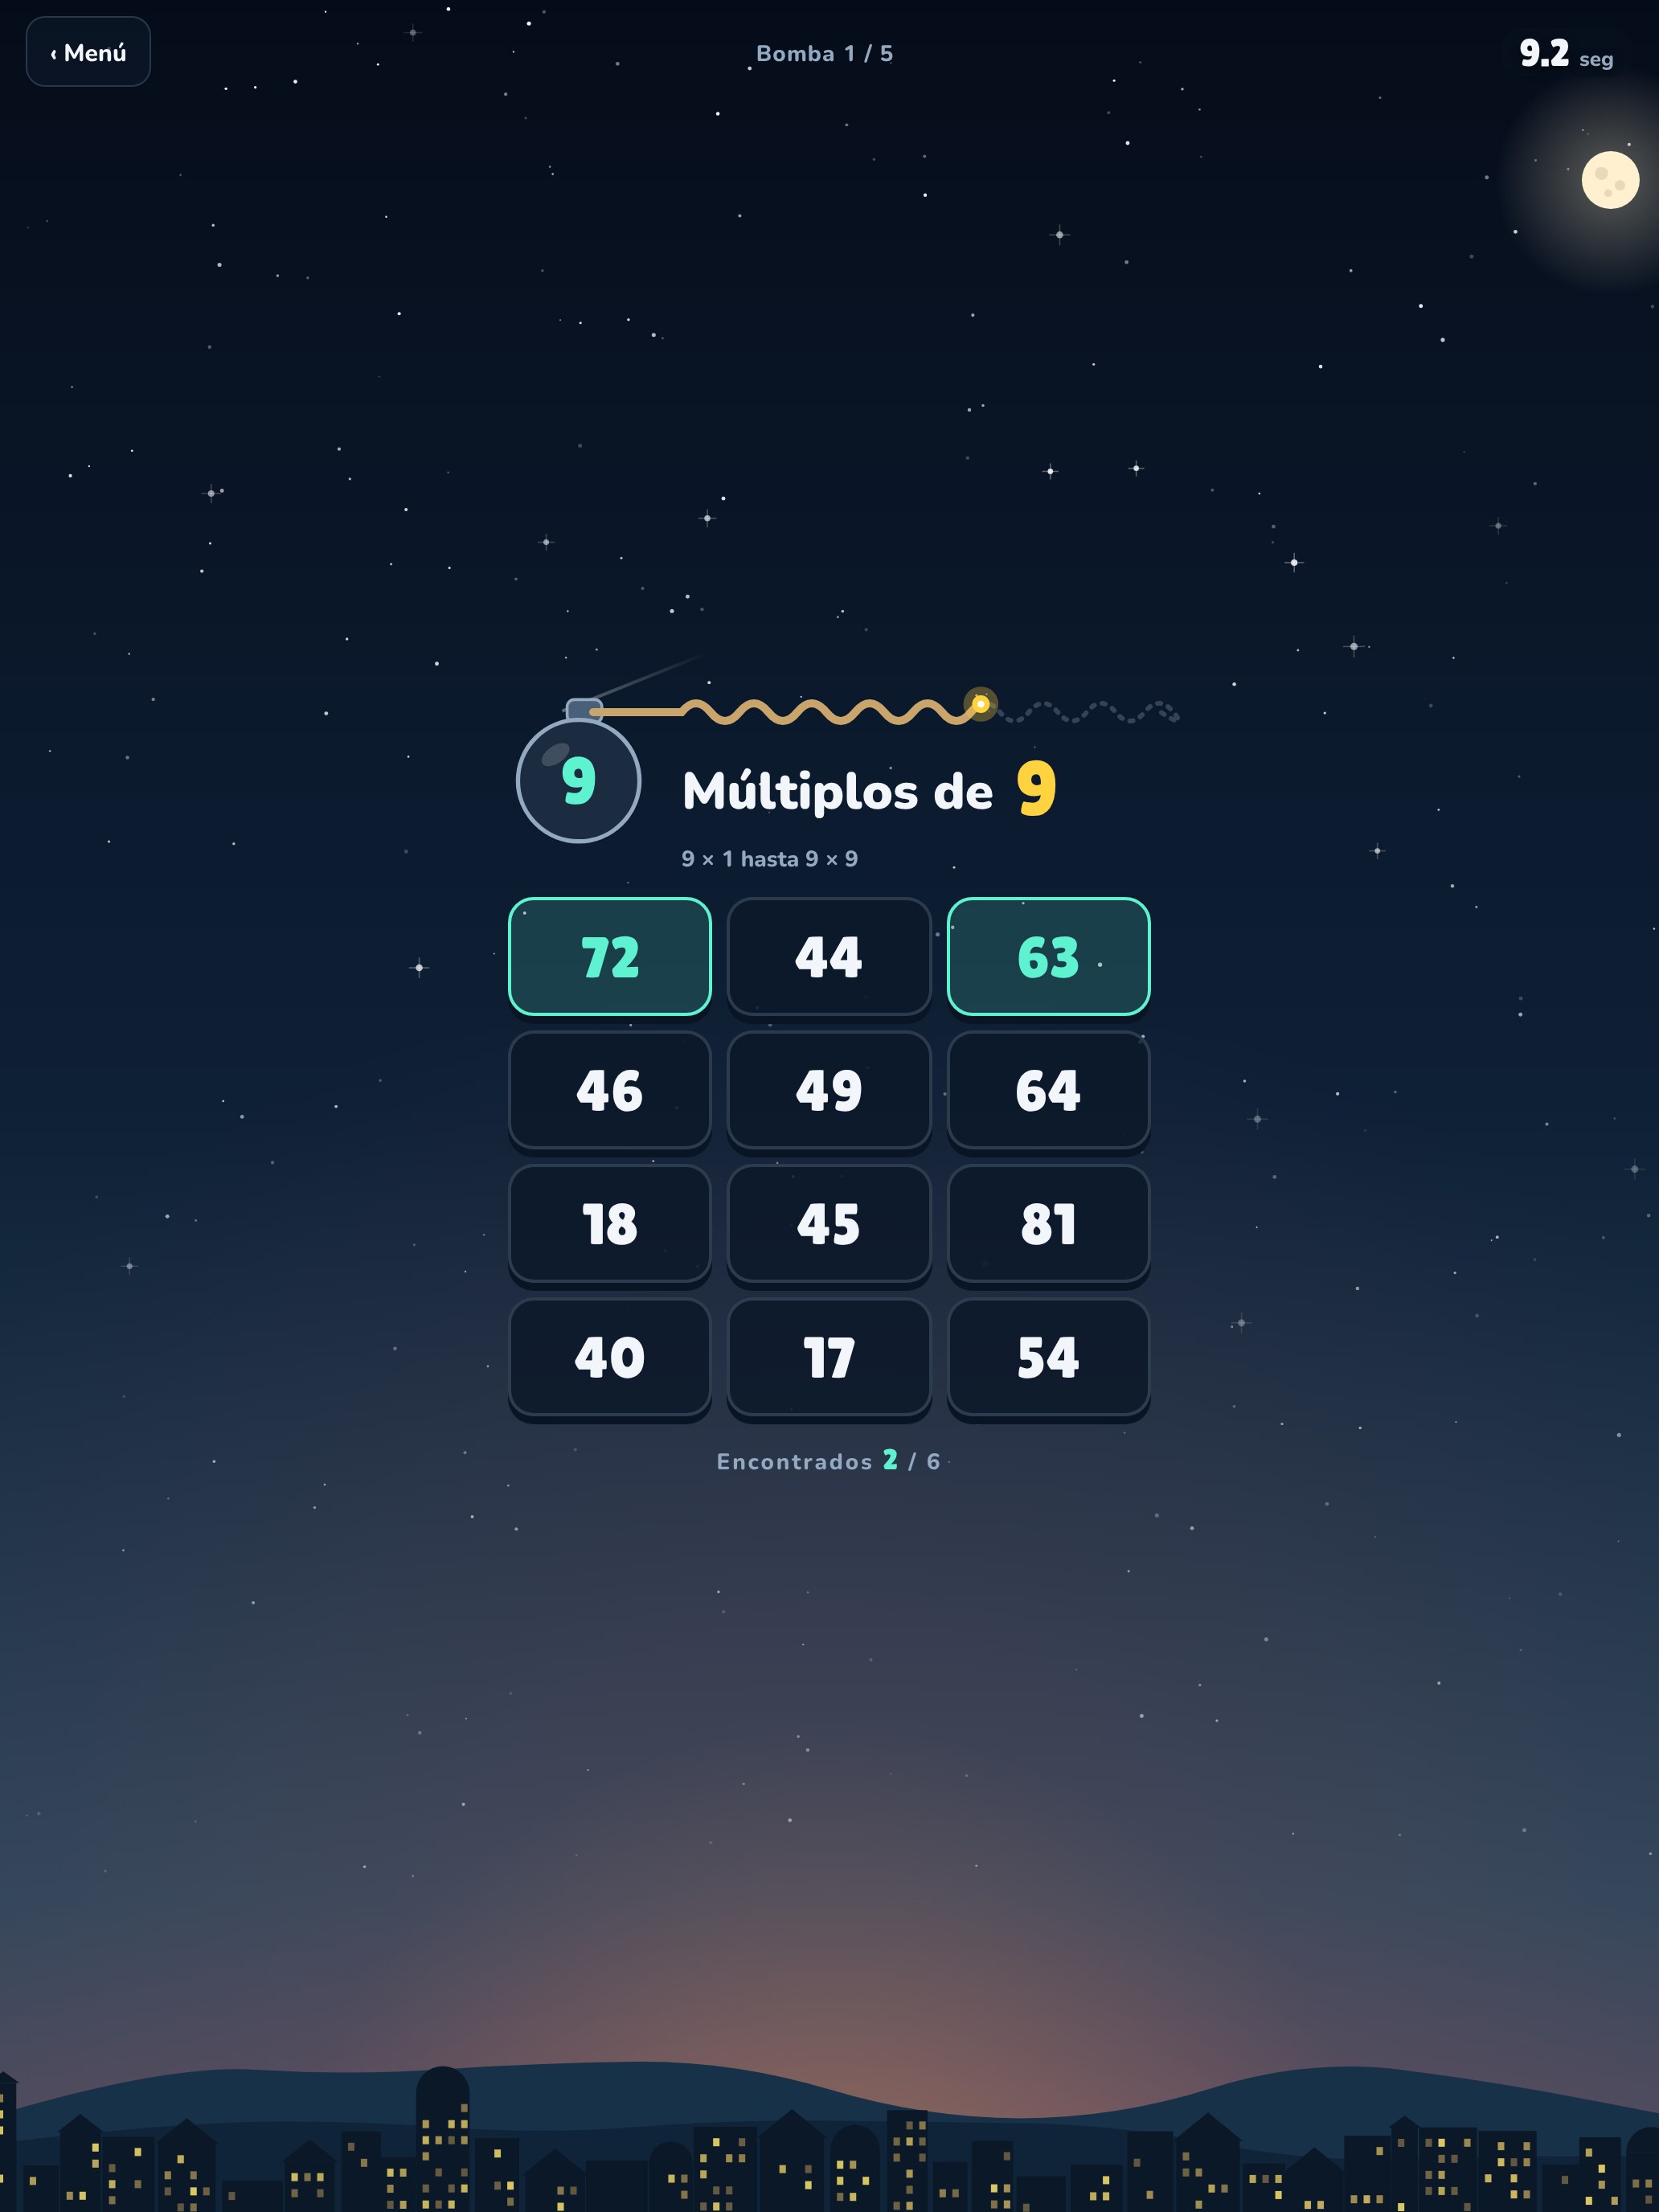 ‹ Menú
Bomba 1 / 5
9.2 seg
9
Múltiplos de 9
9 × 1 hasta 9 × 9
72 44 63
46 49 64
18 45 81
40 17 54
Encontrados 2 / 6